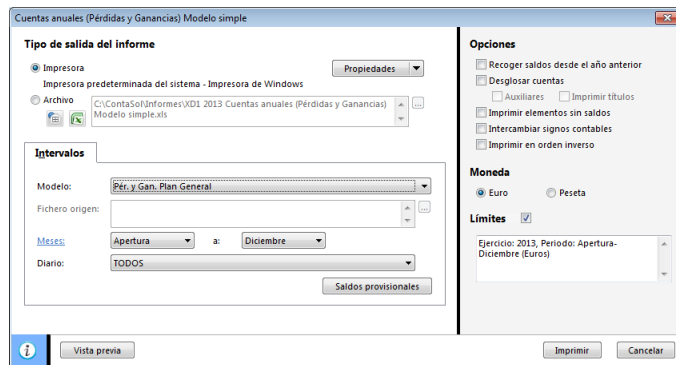 Cuentas anuales (Pérdidas y Ganancias) Modelo simple
Tipo de salida del informe
Impresora
Propiedades
Impresora predeterminada del sistema - Impresora de Windows
Archivo
C:\ContaSol\Informes\XD1 2013 Cuentas anuales (Pérdidas y Ganancias)
Modelo simple.xls
...
Intervalos
Modelo:
Pér. y Gan. Plan General
Fichero origen:
...
Meses:
Apertura
a:
Diciembre
Diario:
TODOS
Saldos provisionales
Opciones
Recoger saldos desde el año anterior
Desglosar cuentas
Auxiliares
Imprimir títulos
Imprimir elementos sin saldos
Intercambiar signos contables
Imprimir en orden inverso
Moneda
Euro
Peseta
Límites
Ejercicio: 2013, Periodo: Apertura-
Diciembre (Euros)
i
Vista previa
Imprimir
Cancelar